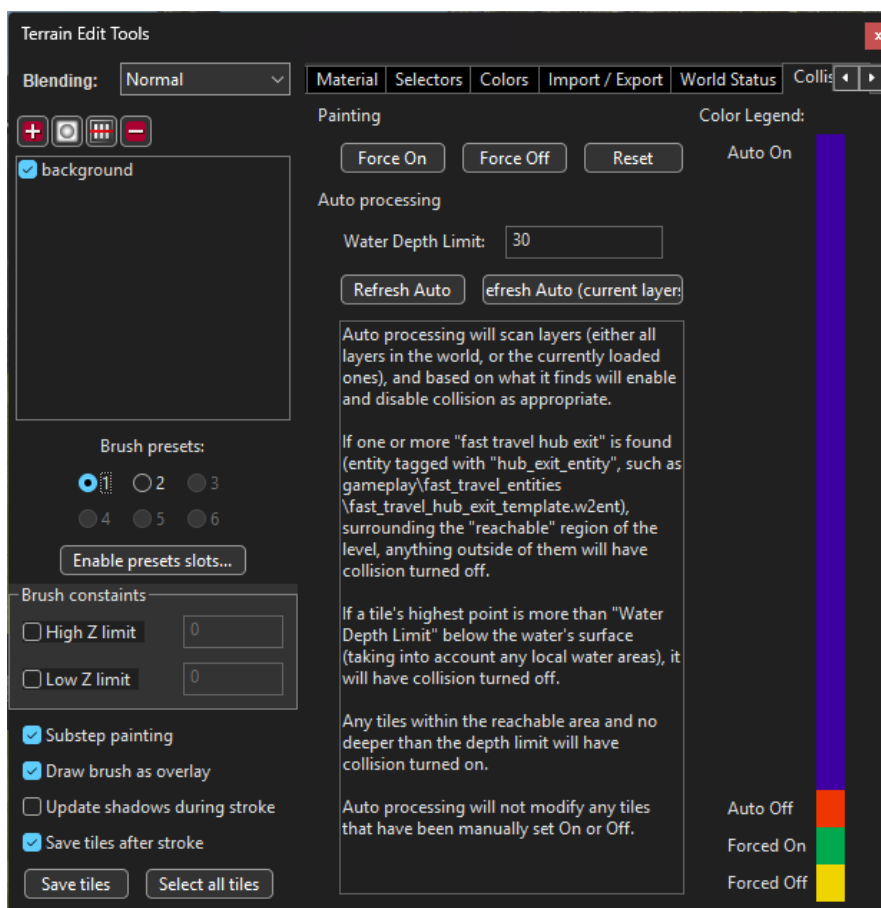 Terrain Edit Tools
x
Blending:
Normal
background
Brush presets:
1
2
3
4
5
6
Enable presets slots...
Brush constaints
High Z limit
0
Low Z limit
0
Substep painting
Draw brush as overlay
Update shadows during stroke
Save tiles after stroke
Save tiles
Select all tiles
Material
Selectors
Colors
Import / Export
World Status
Collis
Painting
Force On
Force Off
Reset
Auto processing
Water Depth Limit:
30
Refresh Auto
efresh Auto (current layer
Auto processing will scan layers (either all
layers in the world, or the currently loaded
ones), and based on what it finds will enable
and disable collision as appropriate.
If one or more "fast travel hub exit" is found
(entity tagged with "hub_exit_entity", such as
gameplay\fast_travel_entities
\fast_travel_hub_exit_template.w2ent),
surrounding the "reachable" region of the
level, anything outside of them will have
collision turned off.
If a tile's highest point is more than "Water
Depth Limit" below the water's surface
(taking into account any local water areas), it
will have collision turned off.
Any tiles within the reachable area and no
deeper than the depth limit will have
collision turned on.
Auto processing will not modify any tiles
that have been manually set On or Off.
Color Legend:
Auto On
Auto Off
Forced On
Forced Off